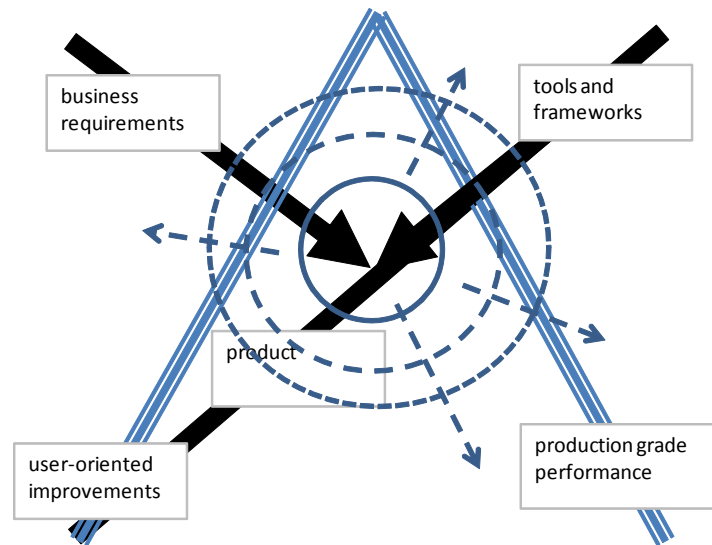 business
requirements
tools and
frameworks
product
user-oriented
improvements
production grade
performance